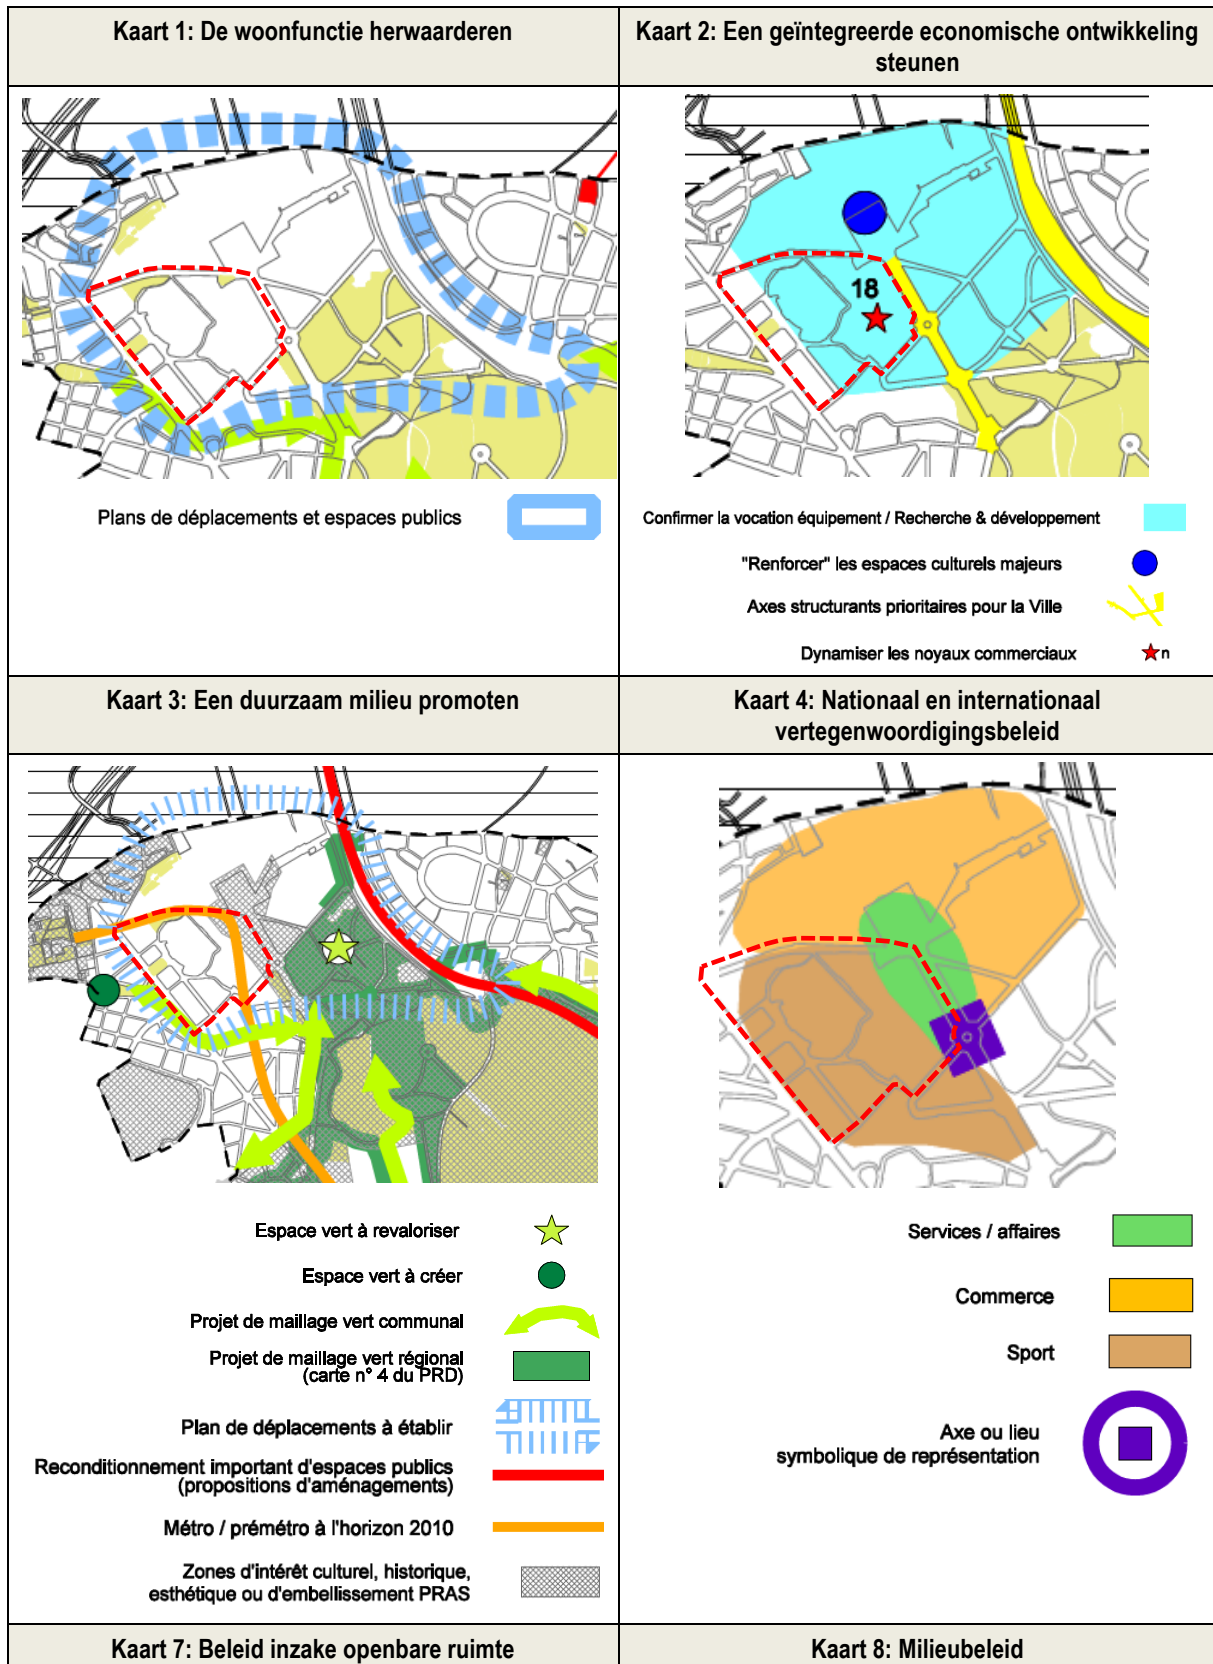 Kaart 1: De woonfunctie herwaarderen
Kaart 2: Een geïntegreerde economische ontwikkeling
steunen
Plans de déplacements et espaces publics
18
Confirmer la vocation équipement / Recherche & développement
"Renforcer" les espaces culturels majeurs
Axes structurants prioritaires pour la Ville
Dynamiser les noyaux commerciaux
n
Kaart 3: Een duurzaam milieu promoten
Kaart 4: Nationaal en internationaal
vertegenwoordigingsbeleid
Espace vert à revaloriser
Espace vert à créer
Projet de maillage vert communal
Projet de maillage vert régional
(carte n° 4 du PRD)
Plan de déplacements à établir
Reconditionnement important d'espaces publics
(propositions d'aménagements)
Métro / prémétro à l'horizon 2010
Zones d'intérêt culturel, historique,
esthétique ou d'embellissement PRAS
Services / affaires
Commerce
Sport
Axe ou lieu
symbolique de représentation
Kaart 7: Beleid inzake openbare ruimte
Kaart 8: Milieubeleid